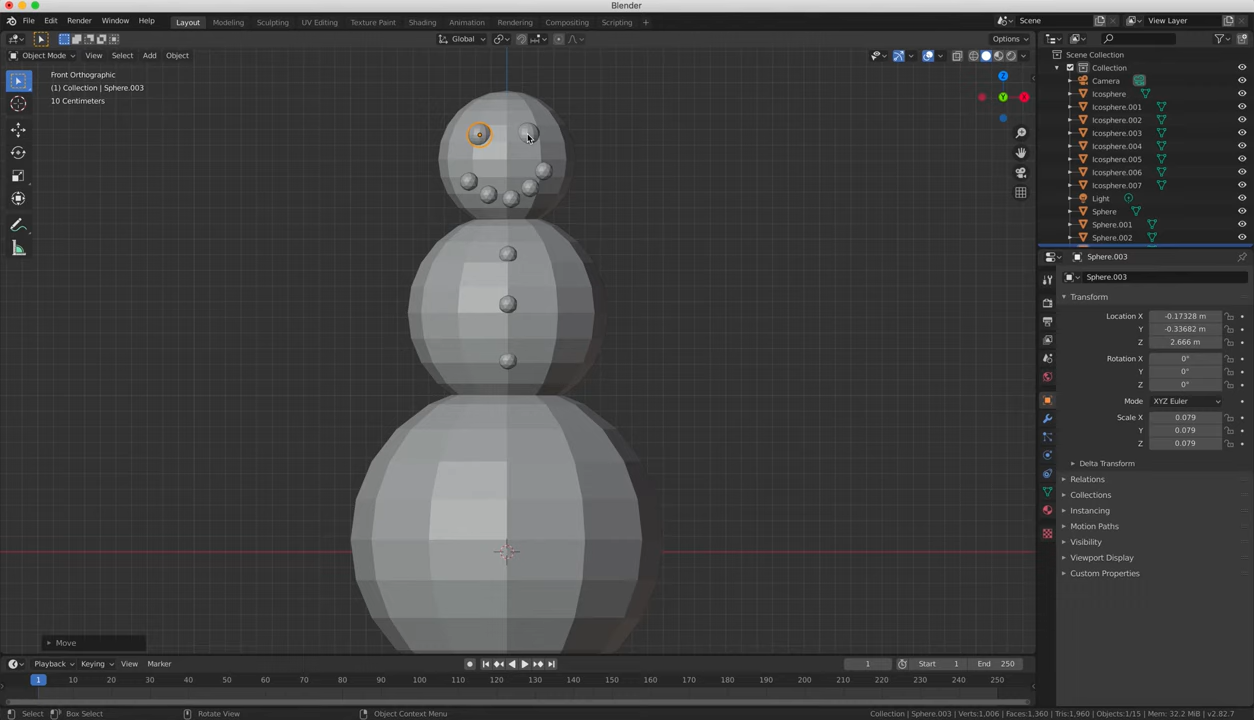 Blender
File Edit Render Window Help Layout Modeling Sculpting UV Editing Texture Paint Shading Animation Rendering Compositing Scripting Scene View Layer
Global Options
Object Mode View Select Add Object
Front Orthographic
(1) Collection | Sphere.003
10 Centimeters
Scene Collection
Collection
Camera
Icosphere
Icosphere.001
Icosphere.002
Icosphere.003
Icosphere.004
Icosphere.005
Icosphere.006
Icosphere.007
Light
Sphere
Sphere.001
Sphere.002
Sphere.003
Sphere.003
Transform
Location X -0.17328 m
Y -0.33682 m
Z 2.666 m
Rotation X 0°
Y 0°
Z 0°
Mode XYZ Euler
Scale X 0.079
Y 0.079
Z 0.079
Delta Transform
Relations
Collections
Instancing
Motion Paths
Visibility
Viewport Display
Custom Properties
Z
Y
X
Move
Playback Keying View Marker 1 Start 1 End 250
1 10 20 30 40 50 60 70 80 90 100 110 120 130 140 150 160 170 180 190 200 210 220 230 240 250
Select Box Select Rotate View Object Context Menu Collection | Sphere.003 | Verts:1,006 | Faces:1,360 | Tris:1,960 | Objects:1/15 | Mem: 32.2 MiB | v2.82.7